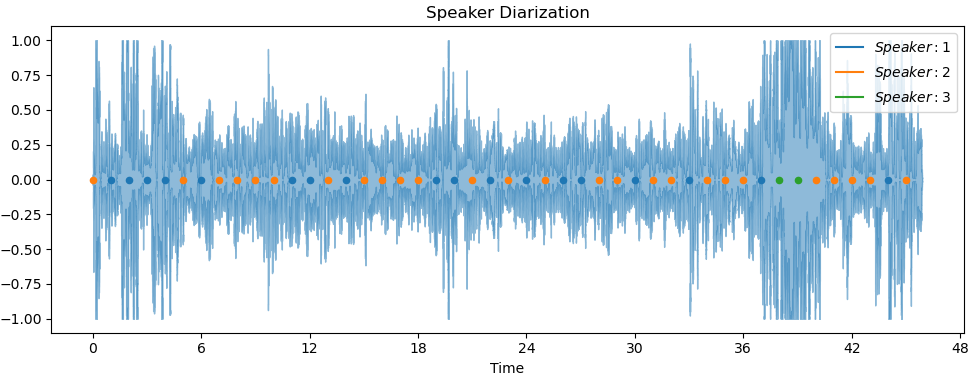 Speaker Diarization
1.00
0.75
0.50
0.25
0.00
−0.25
−0.50
−0.75
−1.00
Speaker: 1
Speaker: 2
Speaker: 3
0 6 12 18 24 30 36 42 48
Time